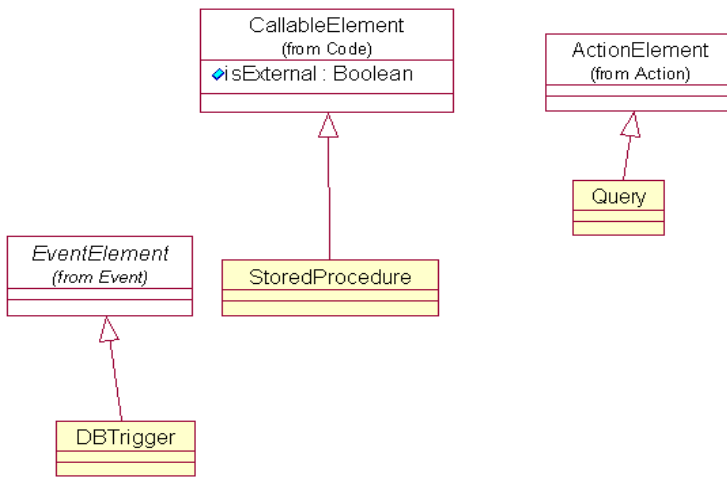 CallableElement
(from Code)
isExternal : Boolean
ActionElement
(from Action)
Query
EventElement
(from Event)
StoredProcedure
DBTrigger